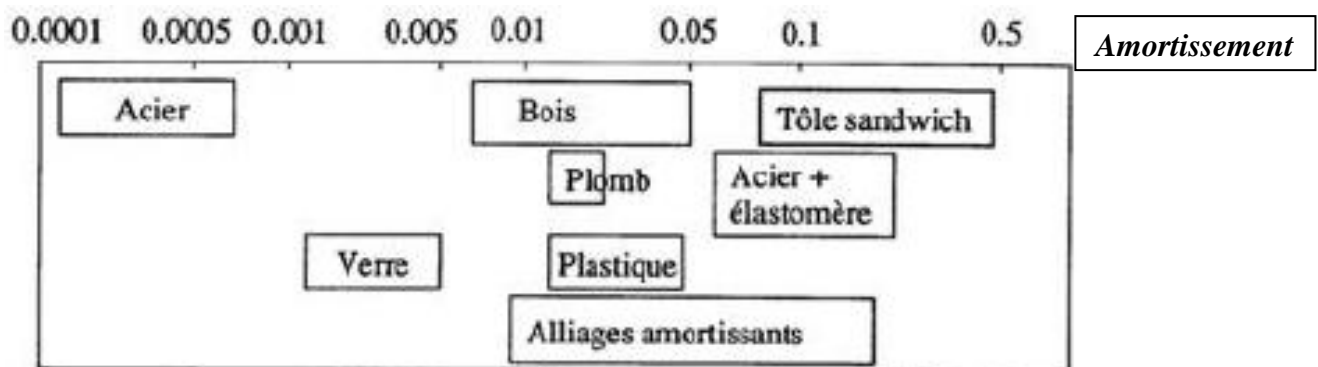 0.0001 0.0005 0.001 0.005 0.01 0.05 0.1 0.5
Amortissement
Acier
Bois
Tôle sandwich
Plomb
Acier +
élastomère
Verre
Plastique
Alliages amortissants